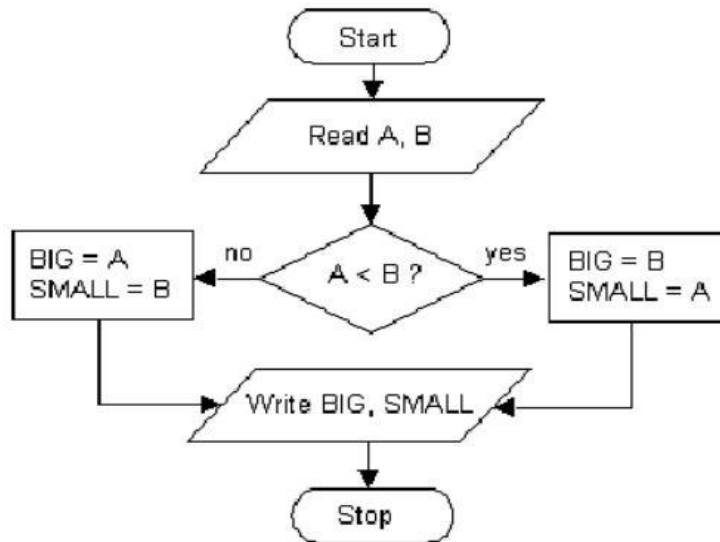 Start
Read A, B
no
A < B ?
yes
BIG = A
SMALL = B
BIG = B
SMALL = A
Write BIG, SMALL
Stop